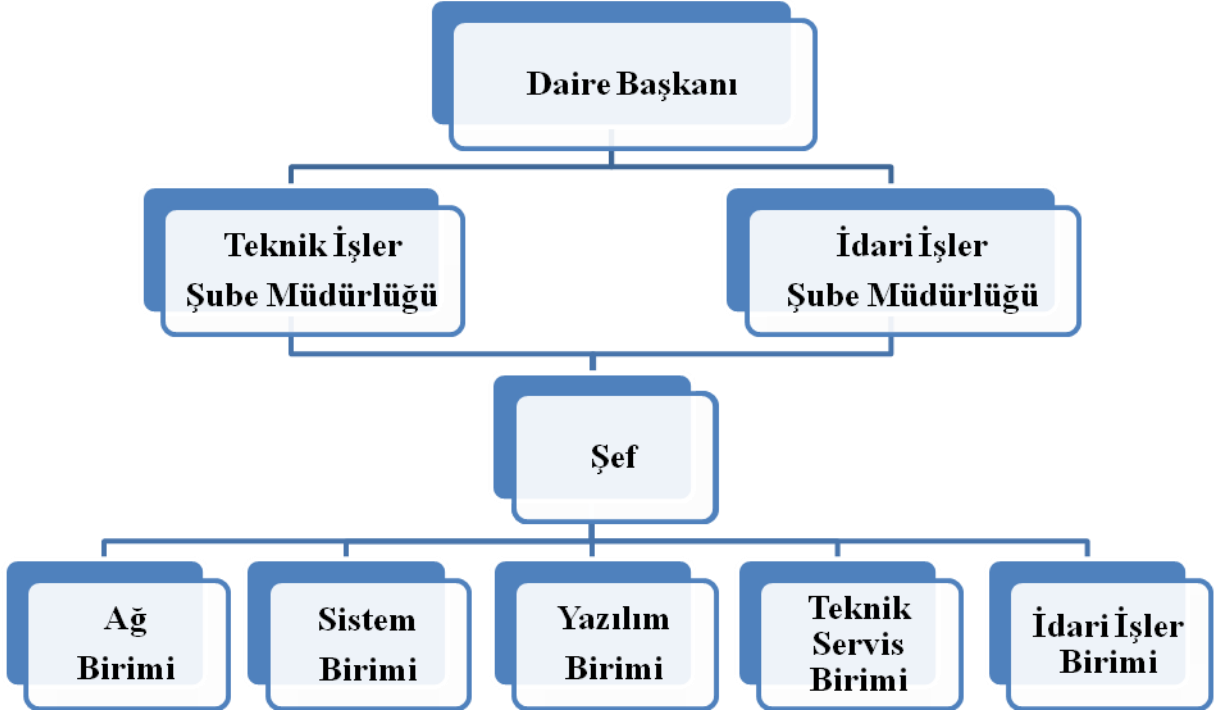 Daire Başkanı
Teknik İşler
Şube Müdürlüğü
İdari İşler
Şube Müdürlüğü
Şef
Ağ
Birimi
Sistem
Birimi
Yazılım
Birimi
Teknik
Servis
Birimi
İdari İşler
Birimi